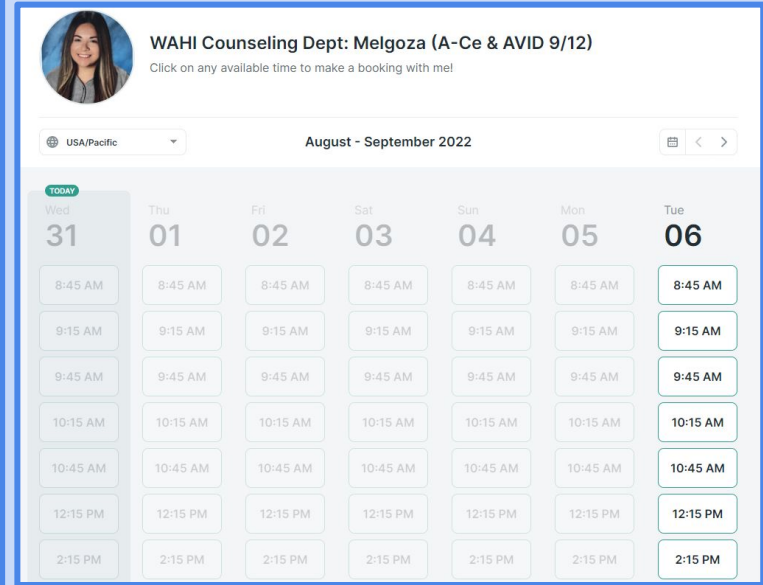 WAHI Counseling Dept: Melgoza (A-Ce & AVID 9/12)
Click on any available time to make a booking with me!
USA/Pacific
August - September 2022
TODAY
Wed Thu Fri Sat Sun Mon Tue
31 01 02 03 04 05 06
8:45 AM 8:45 AM 8:45 AM 8:45 AM 8:45 AM 8:45 AM 8:45 AM
9:15 AM 9:15 AM 9:15 AM 9:15 AM 9:15 AM 9:15 AM 9:15 AM
9:45 AM 9:45 AM 9:45 AM 9:45 AM 9:45 AM 9:45 AM 9:45 AM
10:15 AM 10:15 AM 10:15 AM 10:15 AM 10:15 AM 10:15 AM 10:15 AM
10:45 AM 10:45 AM 10:45 AM 10:45 AM 10:45 AM 10:45 AM 10:45 AM
12:15 PM 12:15 PM 12:15 PM 12:15 PM 12:15 PM 12:15 PM 12:15 PM
2:15 PM 2:15 PM 2:15 PM 2:15 PM 2:15 PM 2:15 PM 2:15 PM